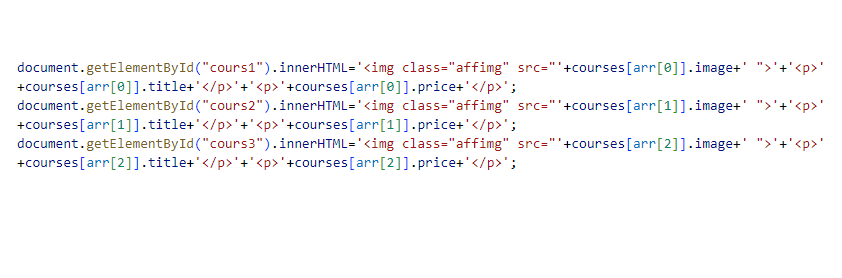 document.getElementById("cours1").innerHTML='<img class="affimg" src="'+courses[arr[0]].image+' ">'+'<p>'
+courses[arr[0]].title+'</p>'+'<p>'+courses[arr[0]].price+'</p>';
document.getElementById("cours2").innerHTML='<img class="affimg" src="'+courses[arr[1]].image+' ">'+'<p>'
+courses[arr[1]].title+'</p>'+'<p>'+courses[arr[1]].price+'</p>';
document.getElementById("cours3").innerHTML='<img class="affimg" src="'+courses[arr[2]].image+' ">'+'<p>'
+courses[arr[2]].title+'</p>'+'<p>'+courses[arr[2]].price+'</p>';